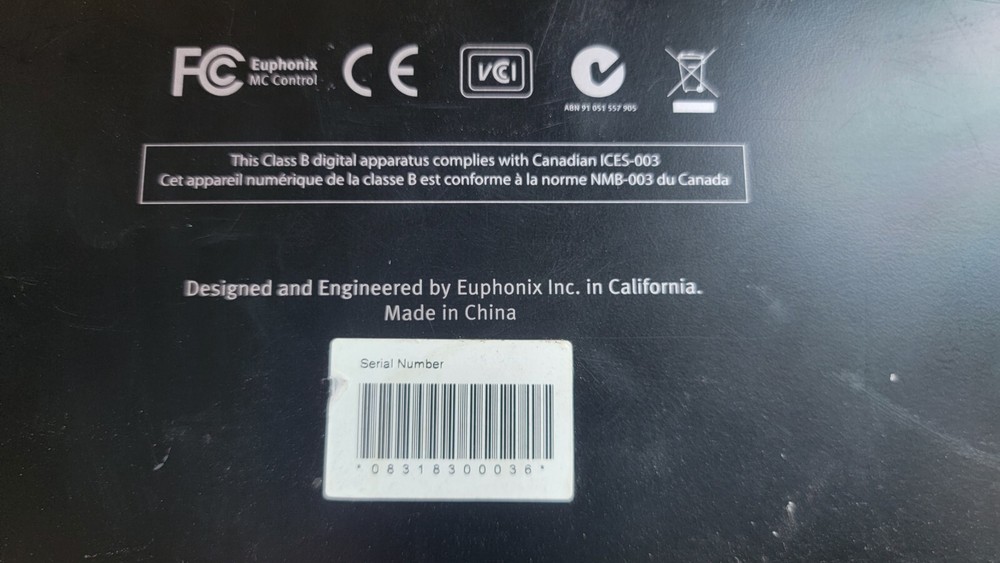 FC Euphonix
MC Control
CE
VCI
ABN 91 051 557 905
This Class B digital apparatus complies with Canadian ICES-003
Cet appareil numérique de la classe B est conforme à la norme NMB-003 du Canada
Designed and Engineered by Euphonix Inc. in California.
Made in China
Serial Number
*08318300036*